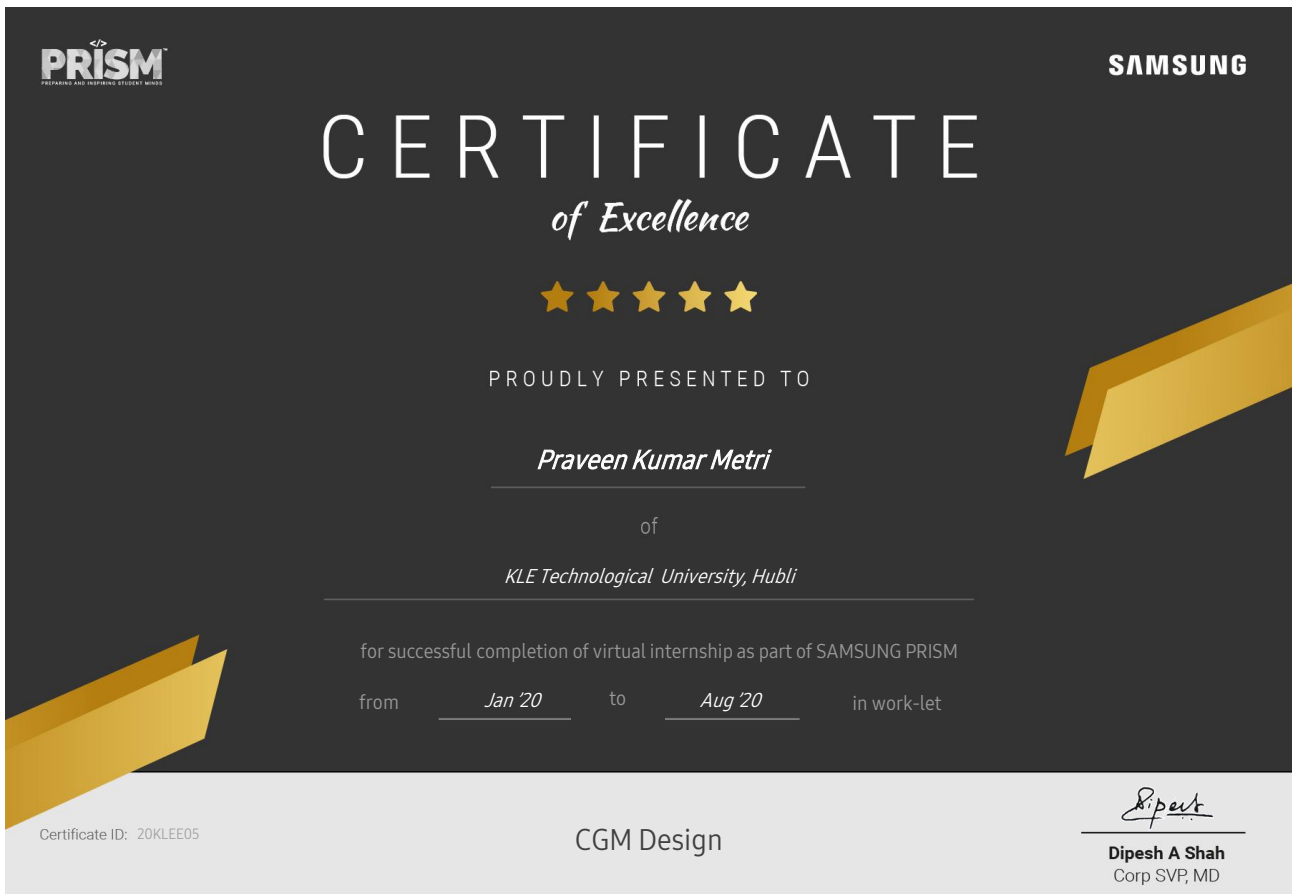 </>
PRISM™
PREPARING AND INSPIRING STUDENT MINDS
SAMSUNG
CERTIFICATE
of Excellence
PROUDLY PRESENTED TO
Praveen Kumar Metri
of
KLE Technological University, Hubli
for successful completion of virtual internship as part of SAMSUNG PRISM
from Jan '20 to Aug '20 in work-let
Certificate ID: 20KLEE05
CGM Design
Dipesh
Dipesh A Shah
Corp SVP, MD